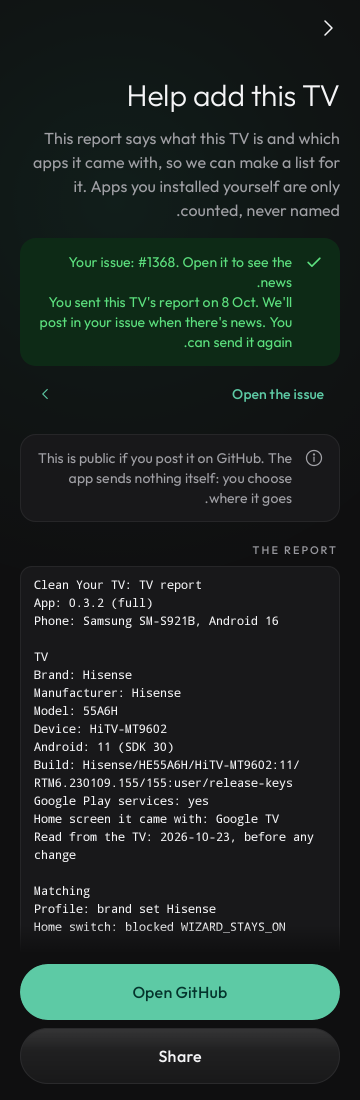 Help add this TV
This report says what this TV is and which
apps it came with, so we can make a list for
it. Apps you installed yourself are only
counted, never named.
Your issue: #1368. Open it to see the
news.
You sent this TV's report on 8 Oct. We'll
post in your issue when there's news. You
can send it again.
Open the issue
This is public if you post it on GitHub. The
app sends nothing itself: you choose
where it goes.
THE REPORT
Clean Your TV: TV report
App: 0.3.2 (full)
Phone: Samsung SM-S921B, Android 16
TV
Brand: Hisense
Manufacturer: Hisense
Model: 55A6H
Device: HiTV-MT9602
Android: 11 (SDK 30)
Build: Hisense/HE55A6H/HiTV-MT9602:11/
RTM6.230109.155/155:user/release-keys
Google Play services: yes
Home screen it came with: Google TV
Read from the TV: 2026-10-23, before any
change
Matching
Profile: brand set Hisense
Home switch: blocked WIZARD_STAYS_ON
Open GitHub
Share